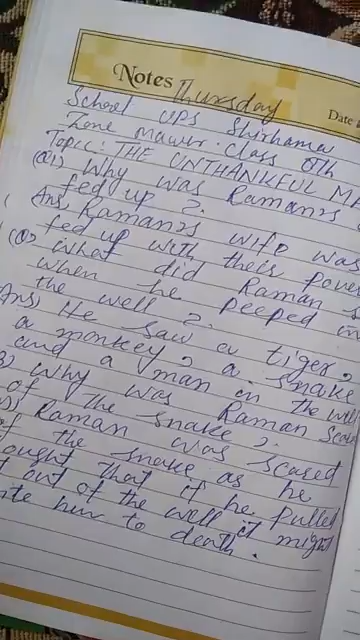 Notes Thursday
Date
School UPS Shirhama
Zone Mawer. Class 8th
Topic: THE UNTHANKFUL MA
(Q1) Why was Raman's
fed up ?.
Ans, Raman's wife was
fed up with their pover
(Q2) What did Raman s
when he peeped in
the well ?.
Ans) He saw a tiger,
a monkey, a snake
and a man in the well
3) Why was Raman Scar
of the snake ?.
s) Raman was scared
of the snake as he
ought that if he pulled
t out of the well it might
ite him to death.